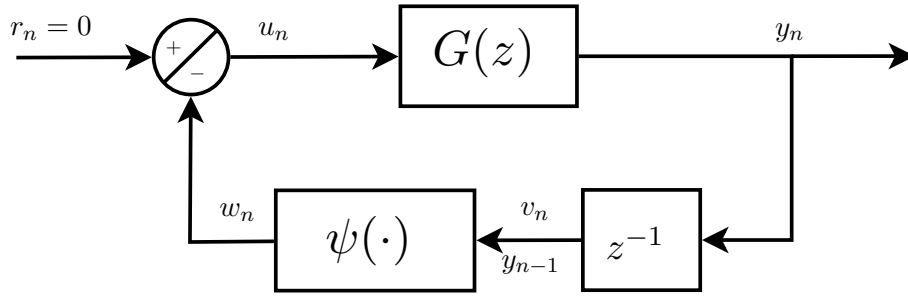 r_n = 0
+
−
u_n
G(z)
y_n
w_n
ψ(·)
v_n
y_{n−1}
z^{−1}